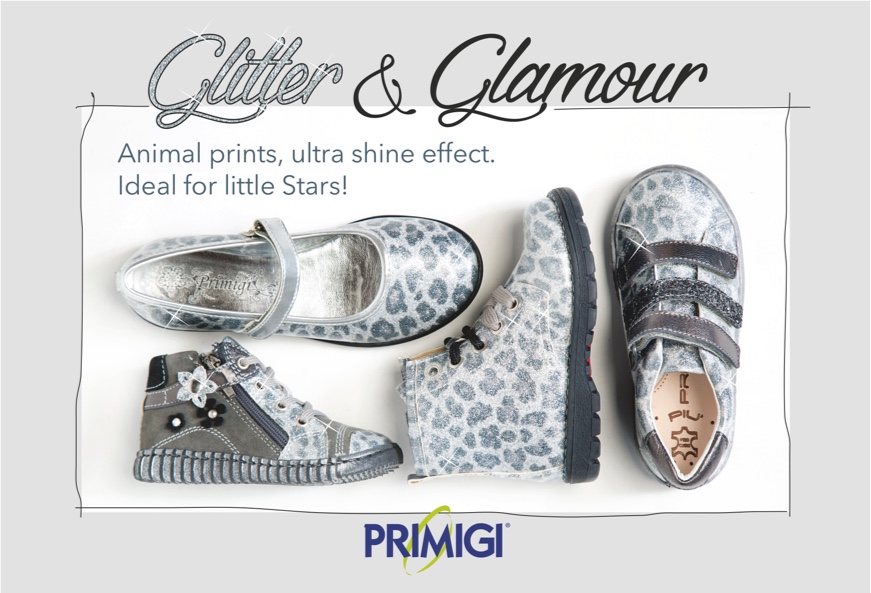 Glitter & Glamour
Animal prints, ultra shine effect.
Ideal for little Stars!
Primigi
PRIMIGI®